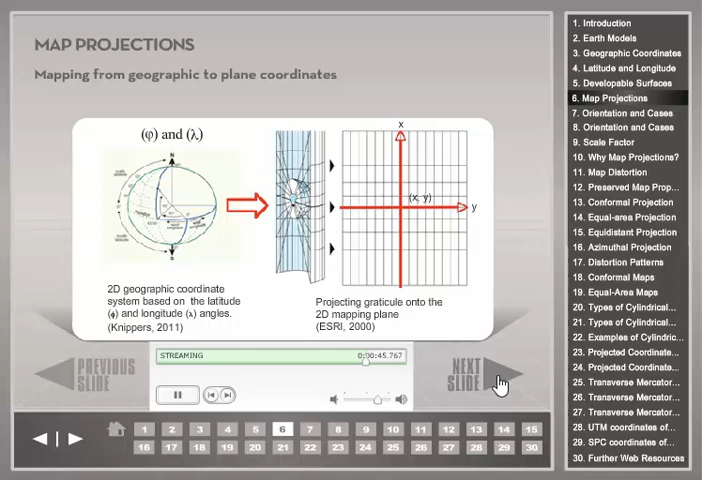 MAP PROJECTIONS
Mapping from geographic to plane coordinates
(φ) and (λ)
N
x
(x, y)
y
2D geographic coordinate
system based on the latitude
(ϕ) and longitude (λ) angles.
(Knippers, 2011)
Projecting graticule onto the
2D mapping plane
(ESRI, 2000)
PREVIOUS
SLIDE
STREAMING
0:00:45.767
NEXT
SLIDE
1 2 3 4 5 6 7 8 9 10 11 12 13 14 15
16 17 18 19 20 21 22 23 24 25 26 27 28 29 30
1. Introduction
2. Earth Models
3. Geographic Coordinates
4. Latitude and Longitude
5. Developable Surfaces
6. Map Projections
7. Orientation and Cases
8. Orientation and Cases
9. Scale Factor
10. Why Map Projections?
11. Map Distortion
12. Preserved Map Prop...
13. Conformal Projection
14. Equal-area Projection
15. Equidistant Projection
16. Azimuthal Projection
17. Distortion Patterns
18. Conformal Maps
19. Equal-Area Maps
20. Types of Cylindrical...
21. Types of Cylindrical...
22. Examples of Cylindric...
23. Projected Coordinate...
24. Projected Coordinate...
25. Transverse Mercator...
26. Transverse Mercator...
27. Transverse Mercator...
28. UTM coordinates of...
29. SPC coordinates of...
30. Further Web Resources